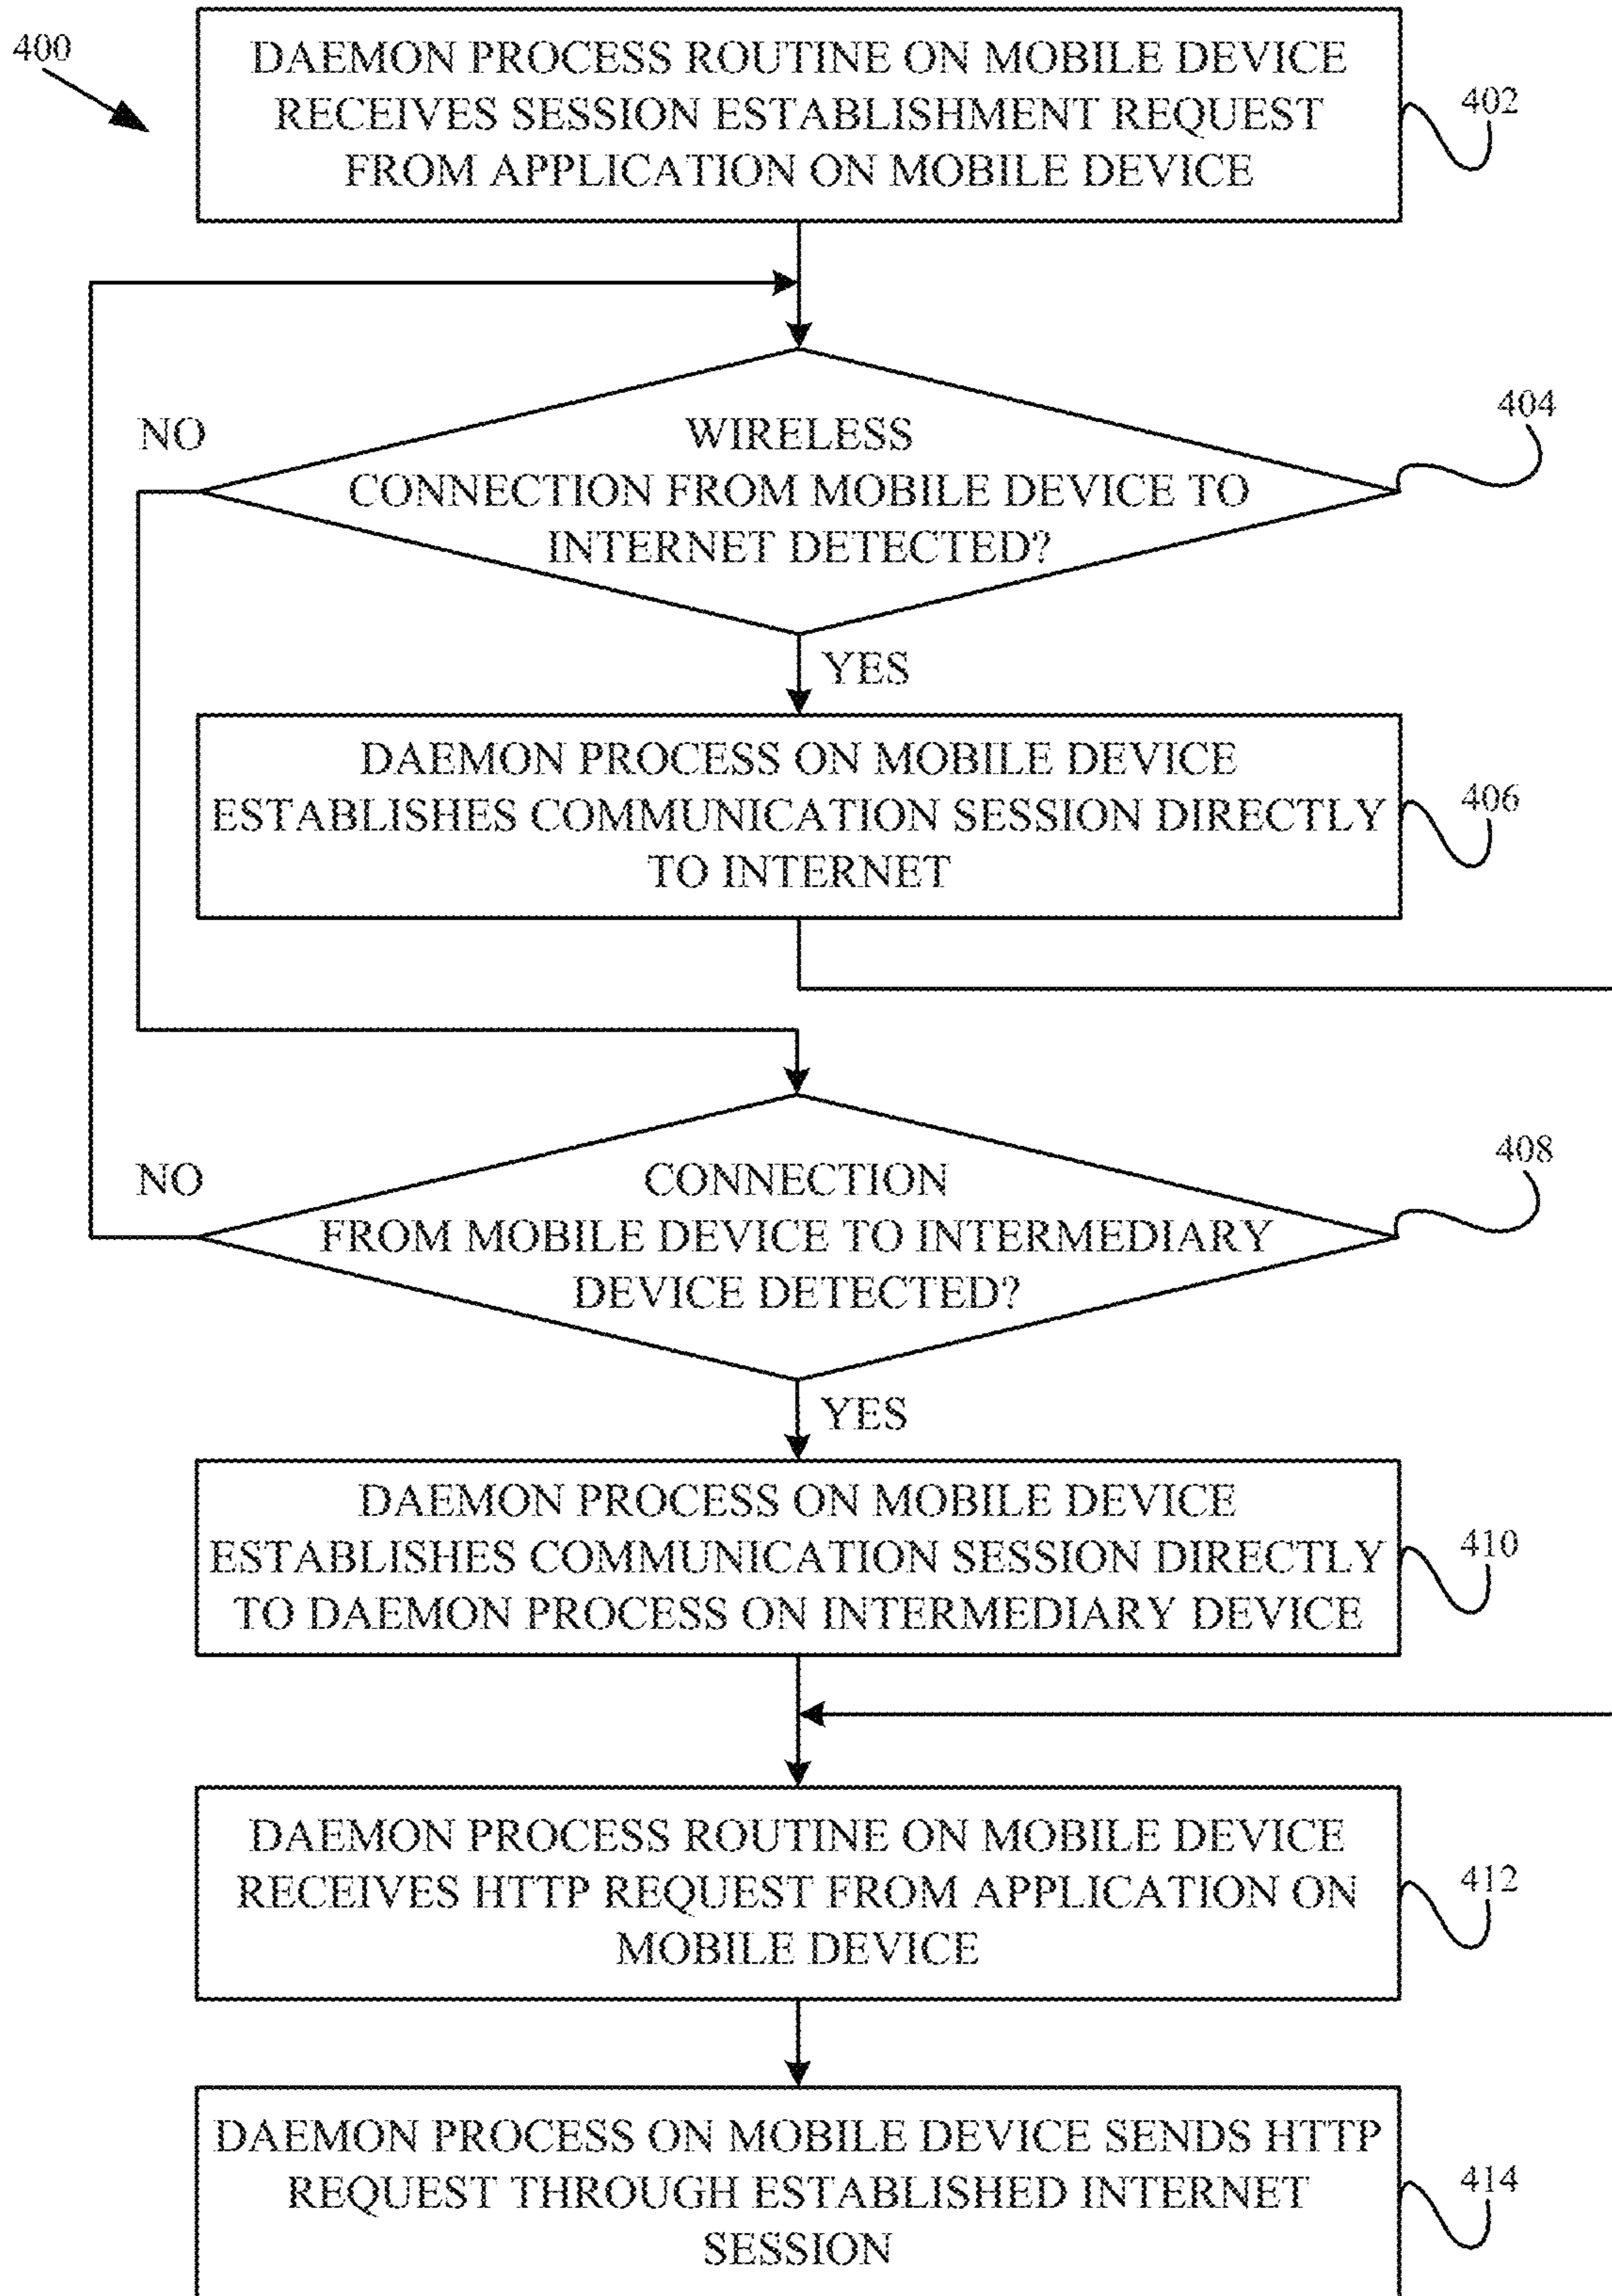 400
DAEMON PROCESS ROUTINE ON MOBILE DEVICE
RECEIVES SESSION ESTABLISHMENT REQUEST
FROM APPLICATION ON MOBILE DEVICE
402
NO
WIRELESS
CONNECTION FROM MOBILE DEVICE TO
INTERNET DETECTED?
404
YES
DAEMON PROCESS ON MOBILE DEVICE
ESTABLISHES COMMUNICATION SESSION DIRECTLY
TO INTERNET
406
NO
CONNECTION
FROM MOBILE DEVICE TO INTERMEDIARY
DEVICE DETECTED?
408
YES
DAEMON PROCESS ON MOBILE DEVICE
ESTABLISHES COMMUNICATION SESSION DIRECTLY
TO DAEMON PROCESS ON INTERMEDIARY DEVICE
410
DAEMON PROCESS ROUTINE ON MOBILE DEVICE
RECEIVES HTTP REQUEST FROM APPLICATION ON
MOBILE DEVICE
412
DAEMON PROCESS ON MOBILE DEVICE SENDS HTTP
REQUEST THROUGH ESTABLISHED INTERNET
SESSION
414